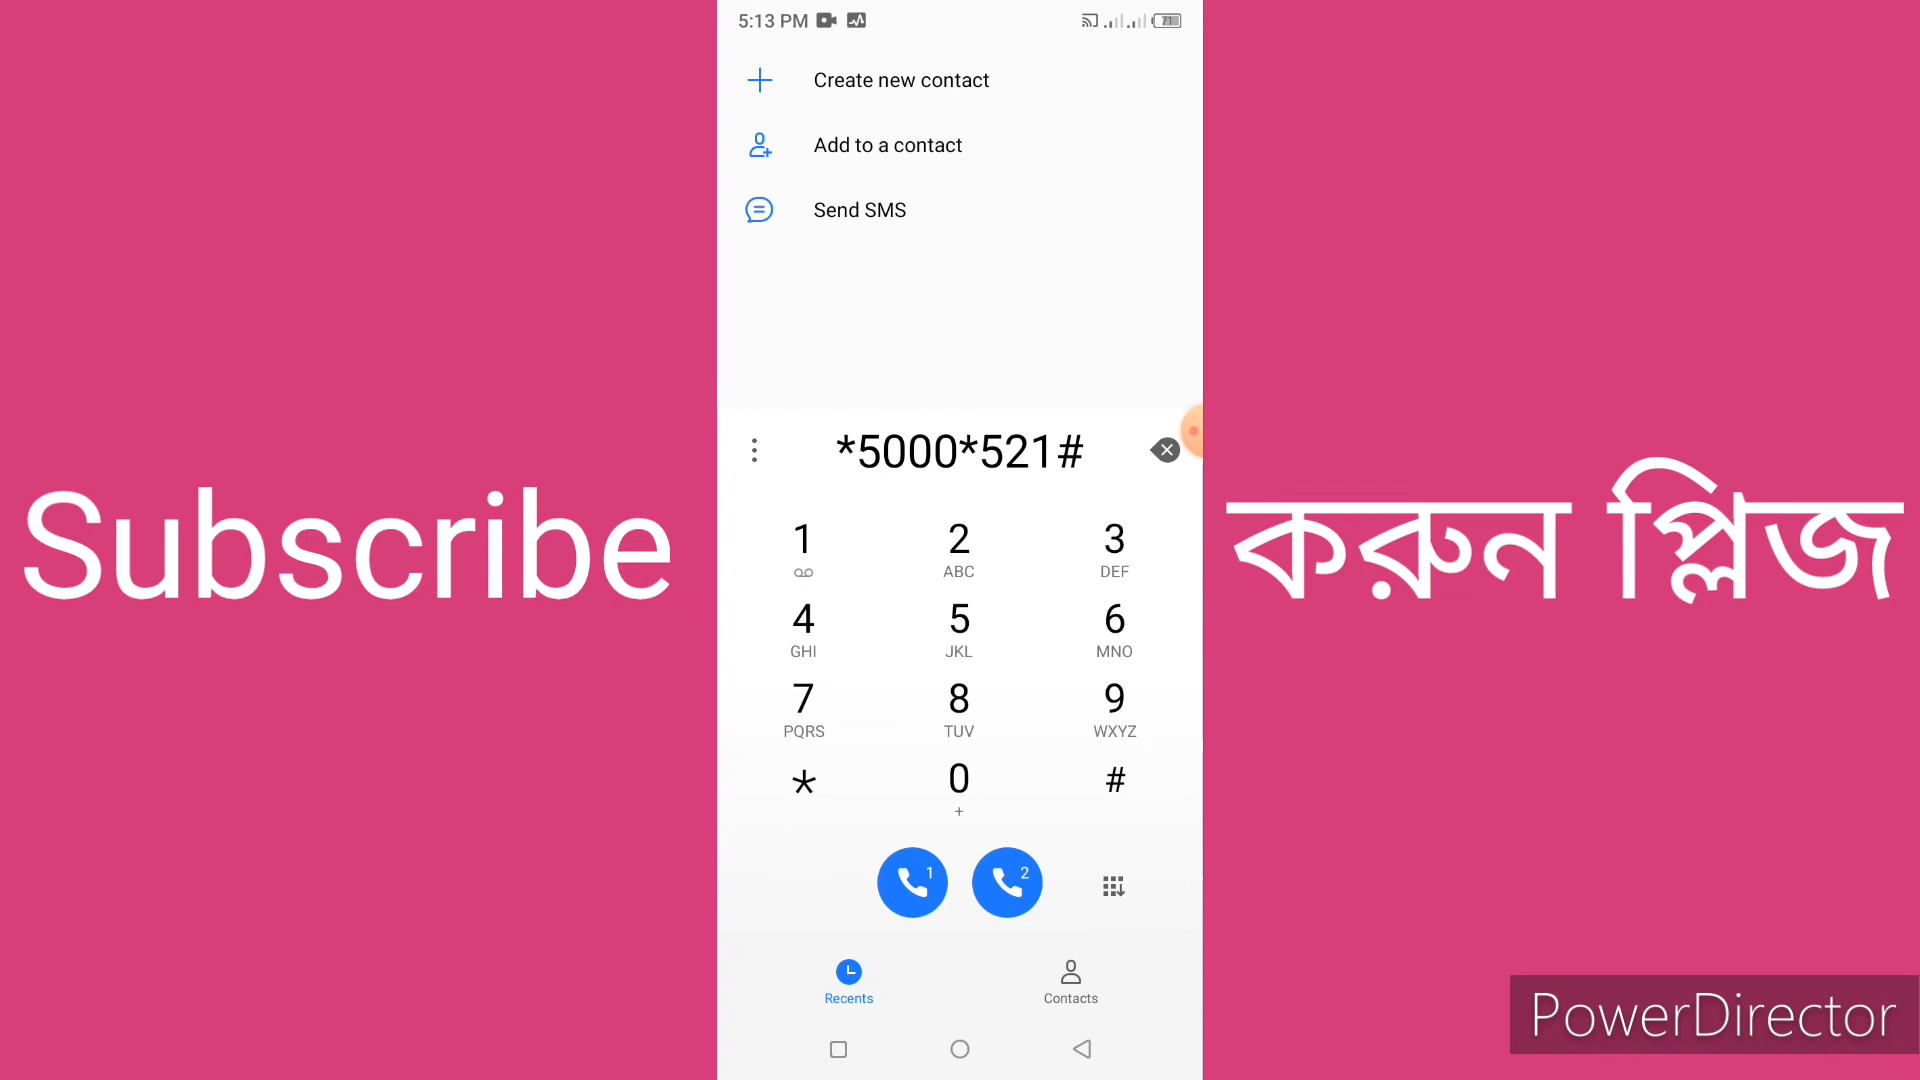 5:13 PM
71
Create new contact
Add to a contact
Send SMS
*5000*521#
1
2
ABC
3
DEF
4
GHI
5
JKL
6
MNO
7
PQRS
8
TUV
9
WXYZ
*
0
+
#
1
2
Recents
Contacts
Subscribe
করুন প্লিজ
PowerDirector